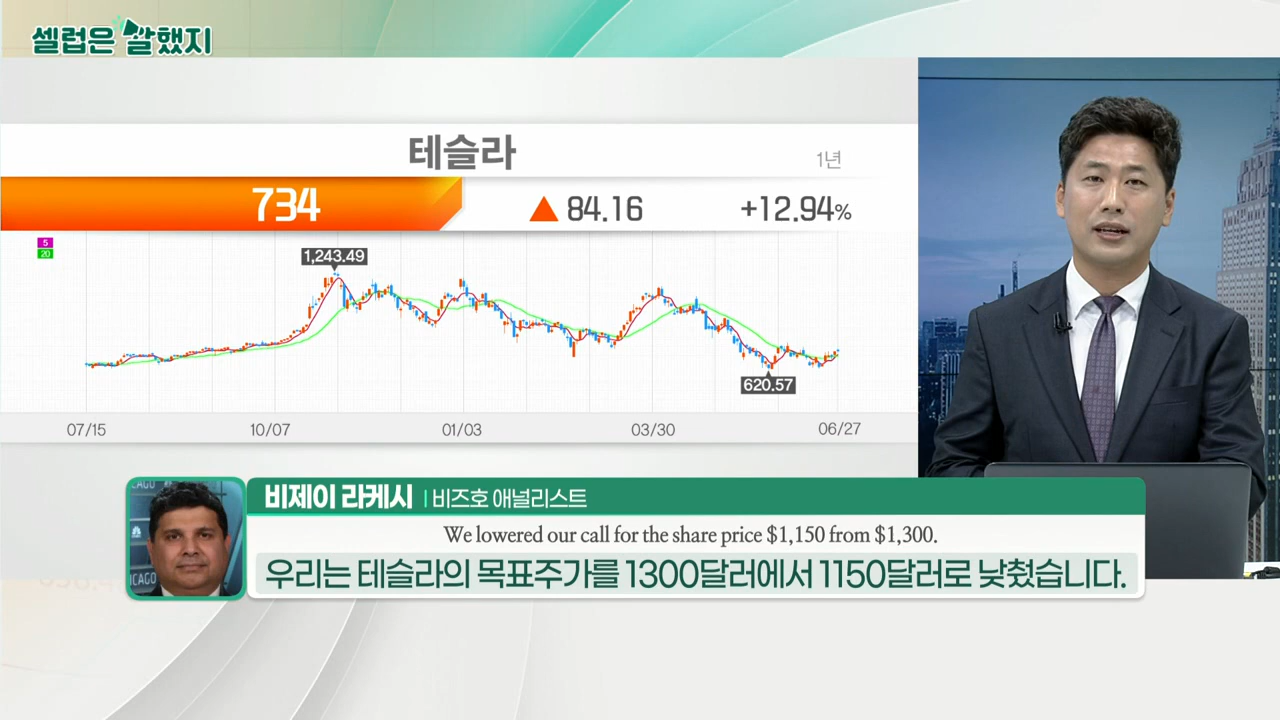 셀럽은 말했지
테슬라
1년
734 ▲ 84.16 +12.94%
5
20
1,243.49
620.57
07/15 10/07 01/03 03/30 06/27
비제이 라케시 | 비즈호 애널리스트
We lowered our call for the share price $1,150 from $1,300.
우리는 테슬라의 목표주가를 1300달러에서 1150달러로 낮췄습니다.